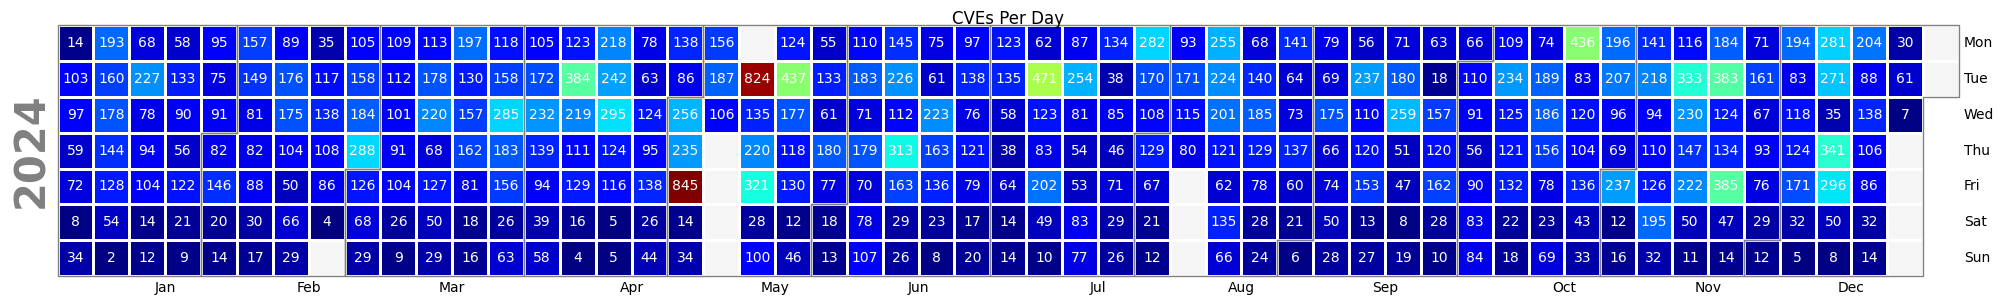 CVEs Per Day
2024
14 193 68 58 95 157 89 35 105 109 113 197 118 105 123 218 78 138 156 124 55 110 145 75 97 123 62 87 134 282 93 255 68 141 79 56 71 63 66 109 74 436 196 141 116 184 71 194 281 204 30 Mon
103 160 227 133 75 149 176 117 158 112 178 130 158 172 384 242 63 86 187 824 437 133 183 226 61 138 135 471 254 38 170 171 224 140 64 69 237 180 18 110 234 189 83 207 218 333 383 161 83 271 88 61 Tue
97 178 78 90 91 81 175 138 184 101 220 157 285 232 219 295 124 256 106 135 177 61 71 112 223 76 58 123 81 85 108 115 201 185 73 175 110 259 157 91 125 186 120 96 94 230 124 67 118 35 138 7 Wed
59 144 94 56 82 82 104 108 288 91 68 162 183 139 111 124 95 235 220 118 180 179 313 163 121 38 83 54 46 129 80 121 129 137 66 120 51 120 56 121 156 104 69 110 147 134 93 124 341 106 Thu
72 128 104 122 146 88 50 86 126 104 127 81 156 94 129 116 138 845 321 130 77 70 163 136 79 64 202 53 71 67 62 78 60 74 153 47 162 90 132 78 136 237 126 222 385 76 171 296 86 Fri
8 54 14 21 20 30 66 4 68 26 50 18 26 39 16 5 26 14 28 12 18 78 29 23 17 14 49 83 29 21 135 28 21 50 13 8 28 83 22 23 43 12 195 50 47 29 32 50 32 Sat
34 2 12 9 14 17 29 29 9 29 16 63 58 4 5 44 34 100 46 13 107 26 8 20 14 10 77 26 12 66 24 6 28 27 19 10 84 18 69 33 16 32 11 14 12 5 8 14 Sun
Jan Feb Mar Apr May Jun Jul Aug Sep Oct Nov Dec